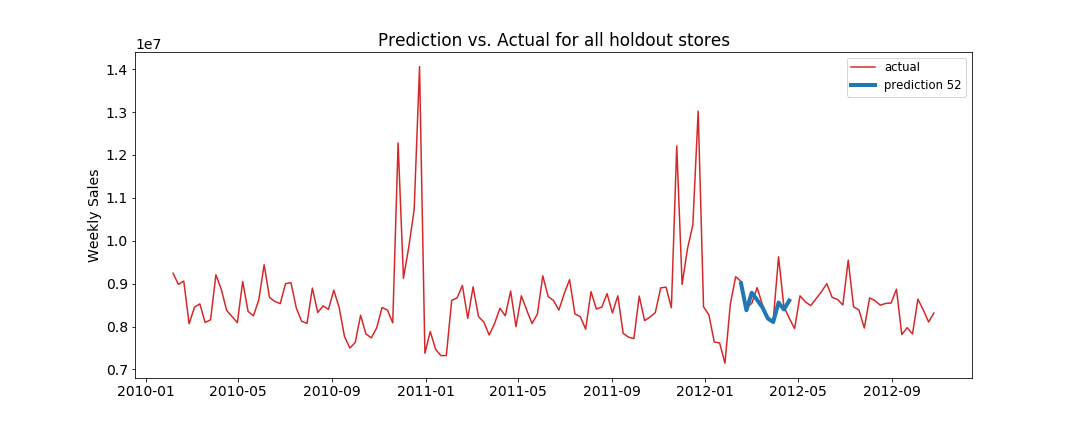 Prediction vs. Actual for all holdout stores
1e7
actual
prediction 52
1.4
1.3
1.2
1.1
1.0
0.9
0.8
0.7
Weekly Sales
2010-01 2010-05 2010-09 2011-01 2011-05 2011-09 2012-01 2012-05 2012-09